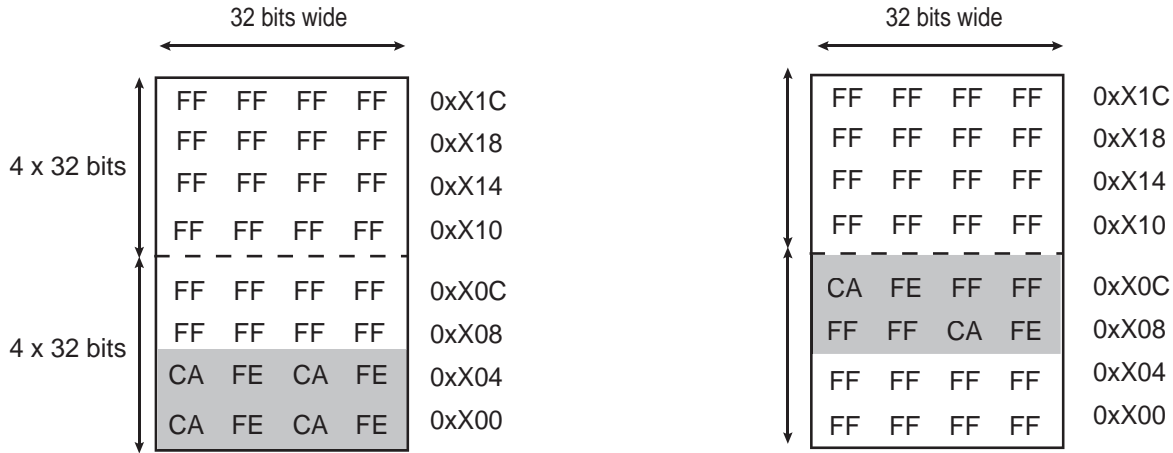 32 bits wide
4 x 32 bits
FF FF FF FF 0xX1C
FF FF FF FF 0xX18
FF FF FF FF 0xX14
FF FF FF FF 0xX10
4 x 32 bits
FF FF FF FF 0xX0C
FF FF FF FF 0xX08
CA FE CA FE 0xX04
CA FE CA FE 0xX00
32 bits wide
FF FF FF FF 0xX1C
FF FF FF FF 0xX18
FF FF FF FF 0xX14
FF FF FF FF 0xX10
CA FE FF FF 0xX0C
FF FF CA FE 0xX08
FF FF FF FF 0xX04
FF FF FF FF 0xX00